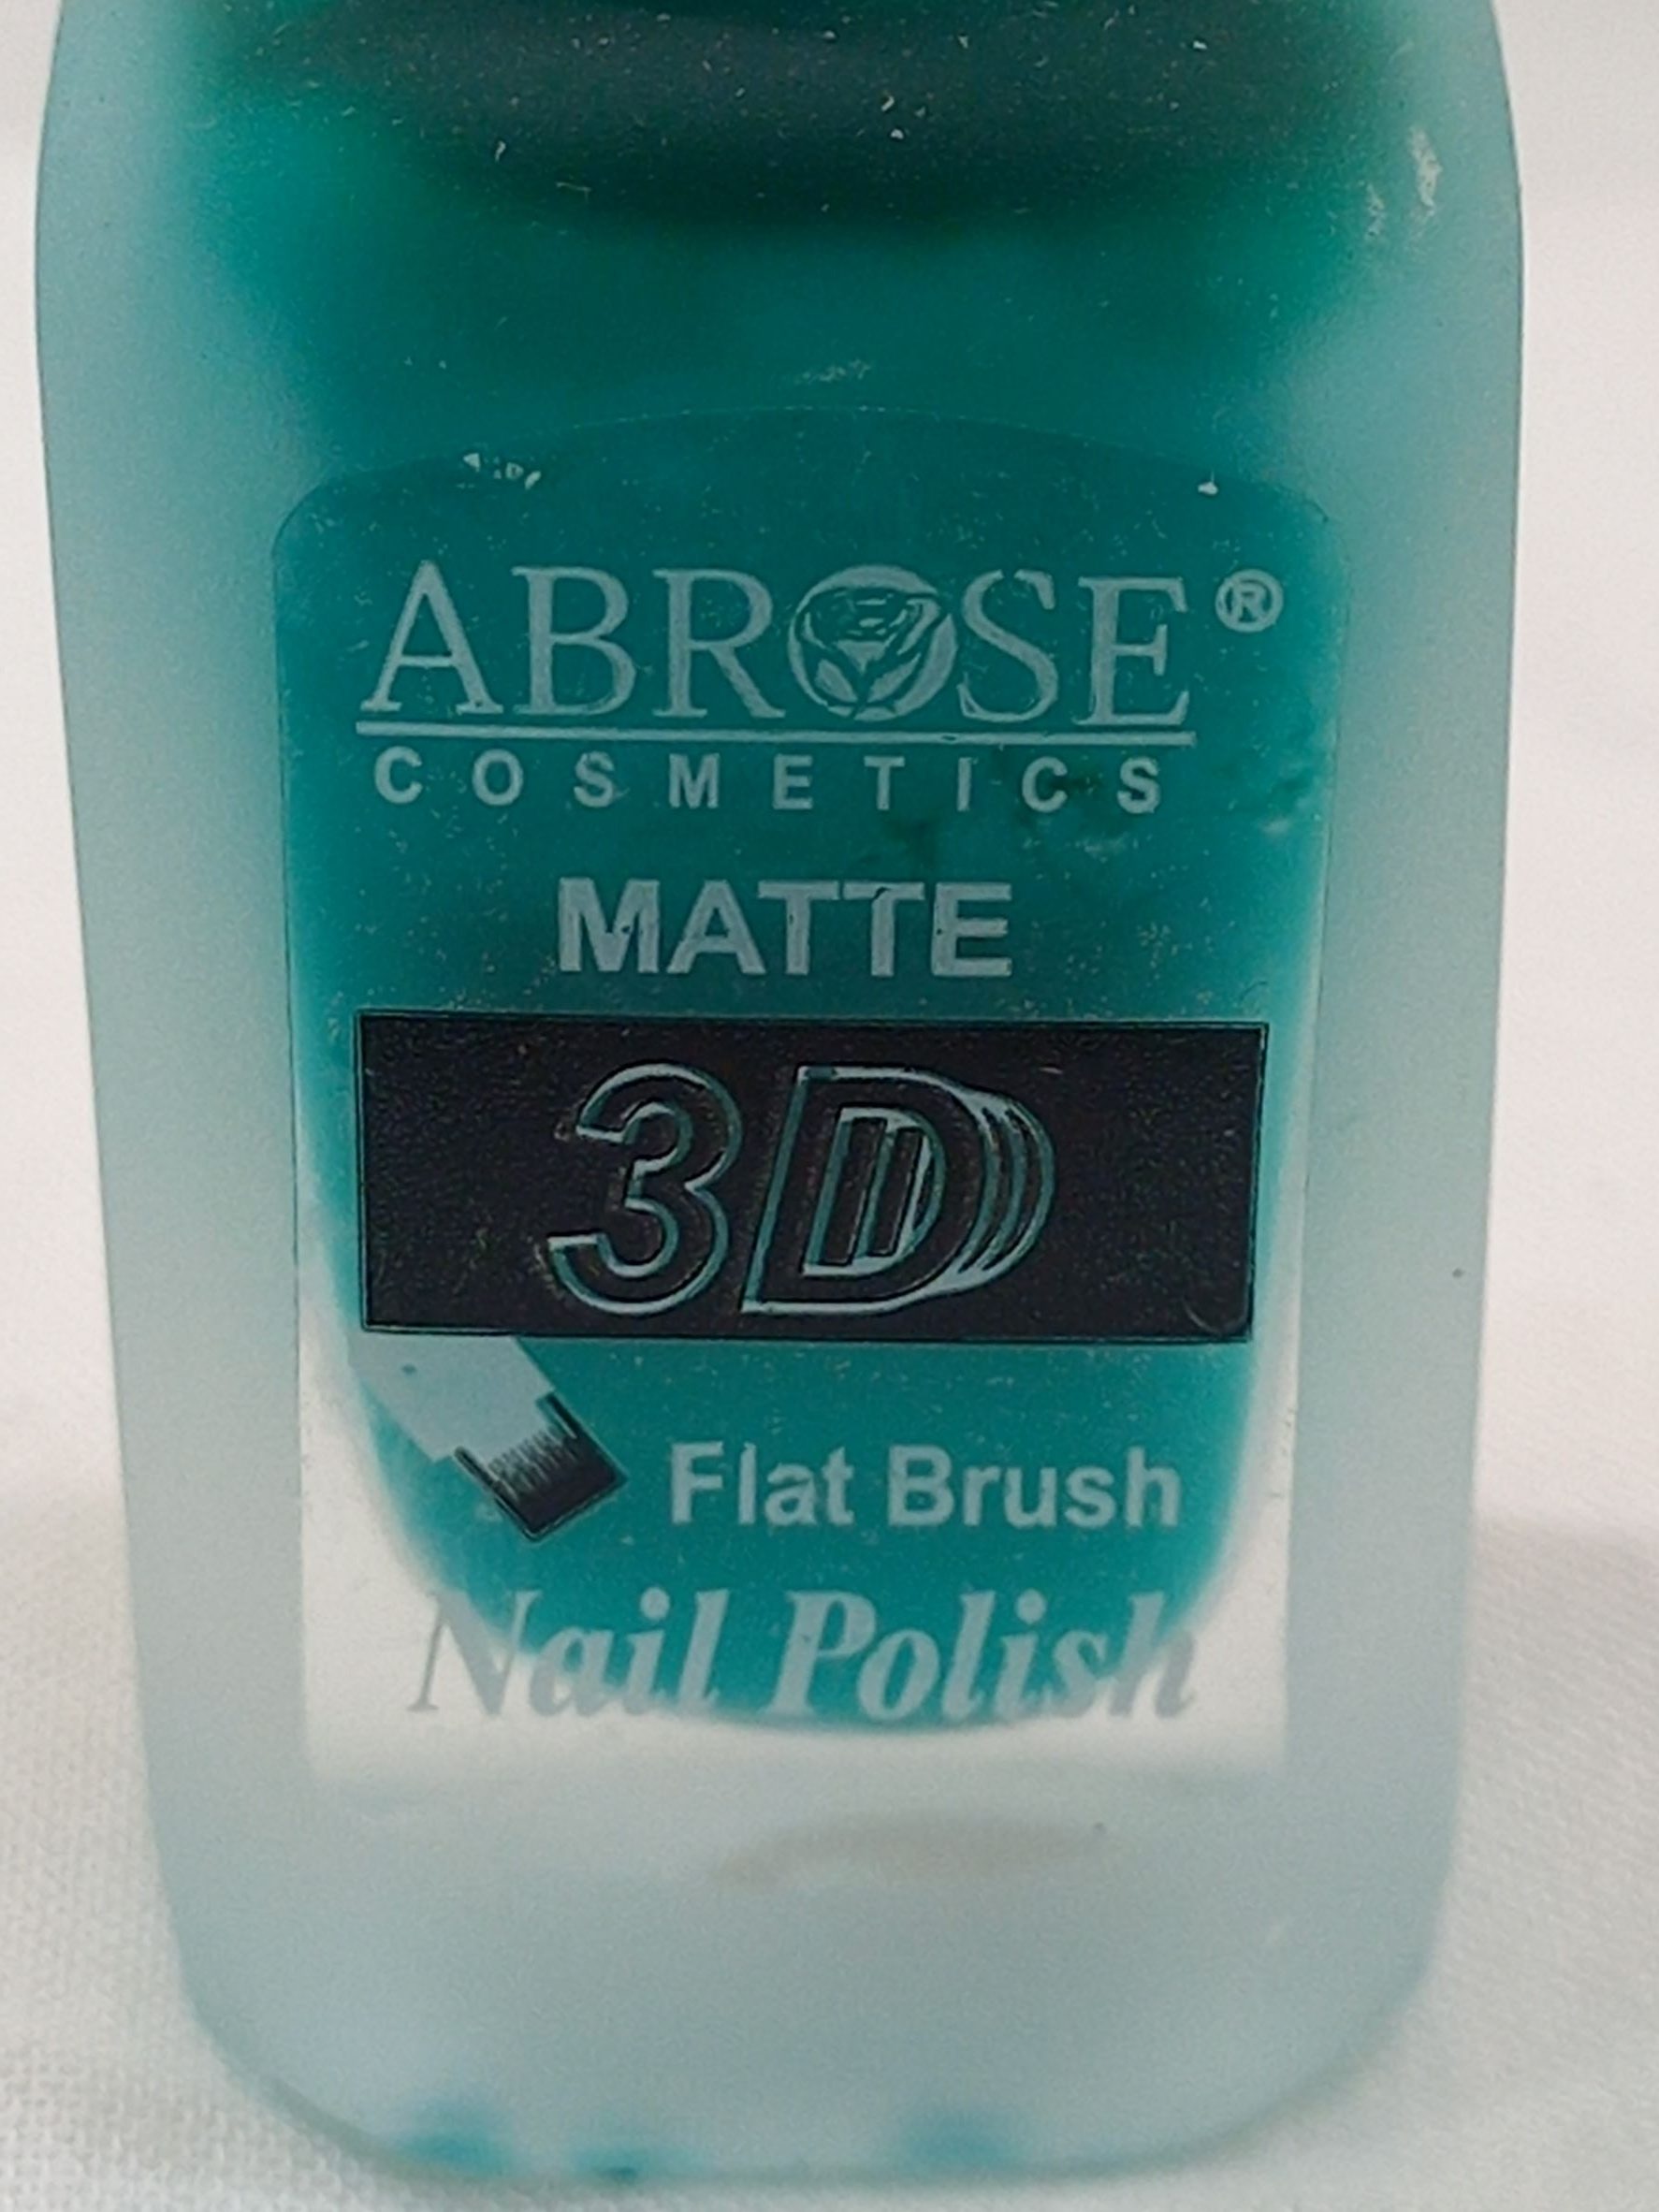 ABROSE®
COSMETICS
MATTE
3D
Flat Brush
Nail Polish